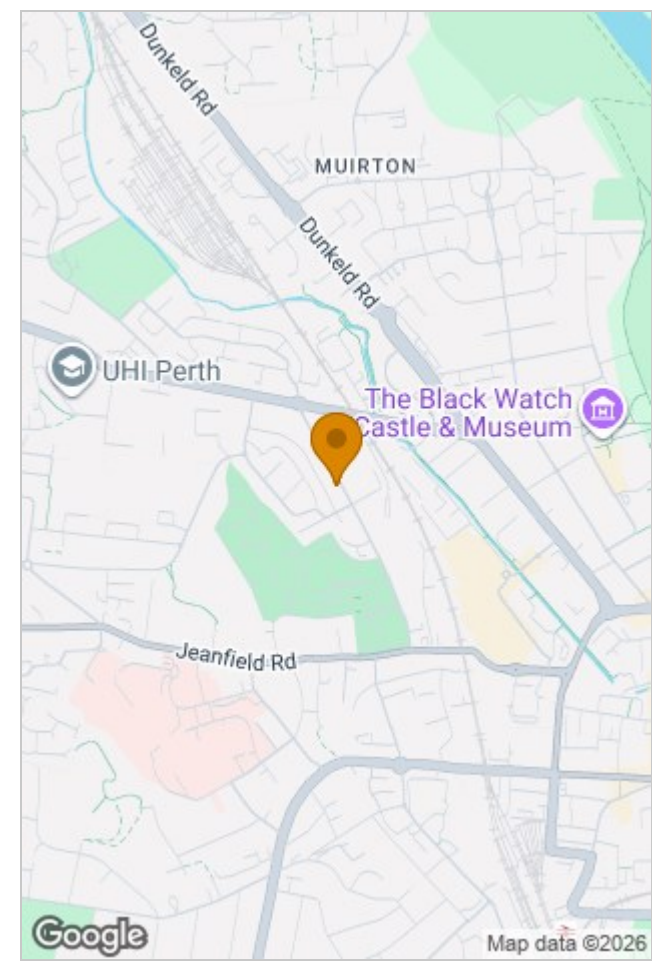 Dunkeld Rd
MUIRTON
Dunkeld Rd
UHI Perth
The Black Watch
Castle & Museum
Jeanfield Rd
Google
Map data ©2026